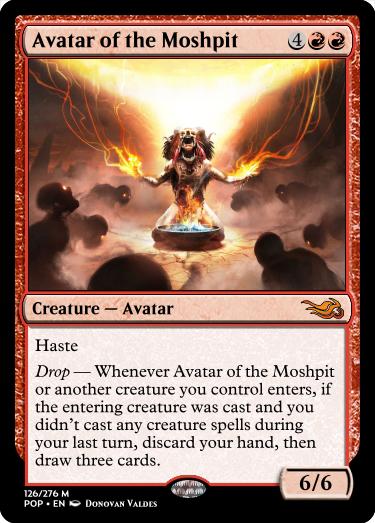 Avatar of the Moshpit 4
Creature — Avatar
Haste
Drop — Whenever Avatar of the Moshpit
or another creature you control enters, if
the entering creature was cast and you
didn't cast any creature spells during
your last turn, discard your hand, then
draw three cards.
6/6
126/276 M
POP • EN Donovan Valdes